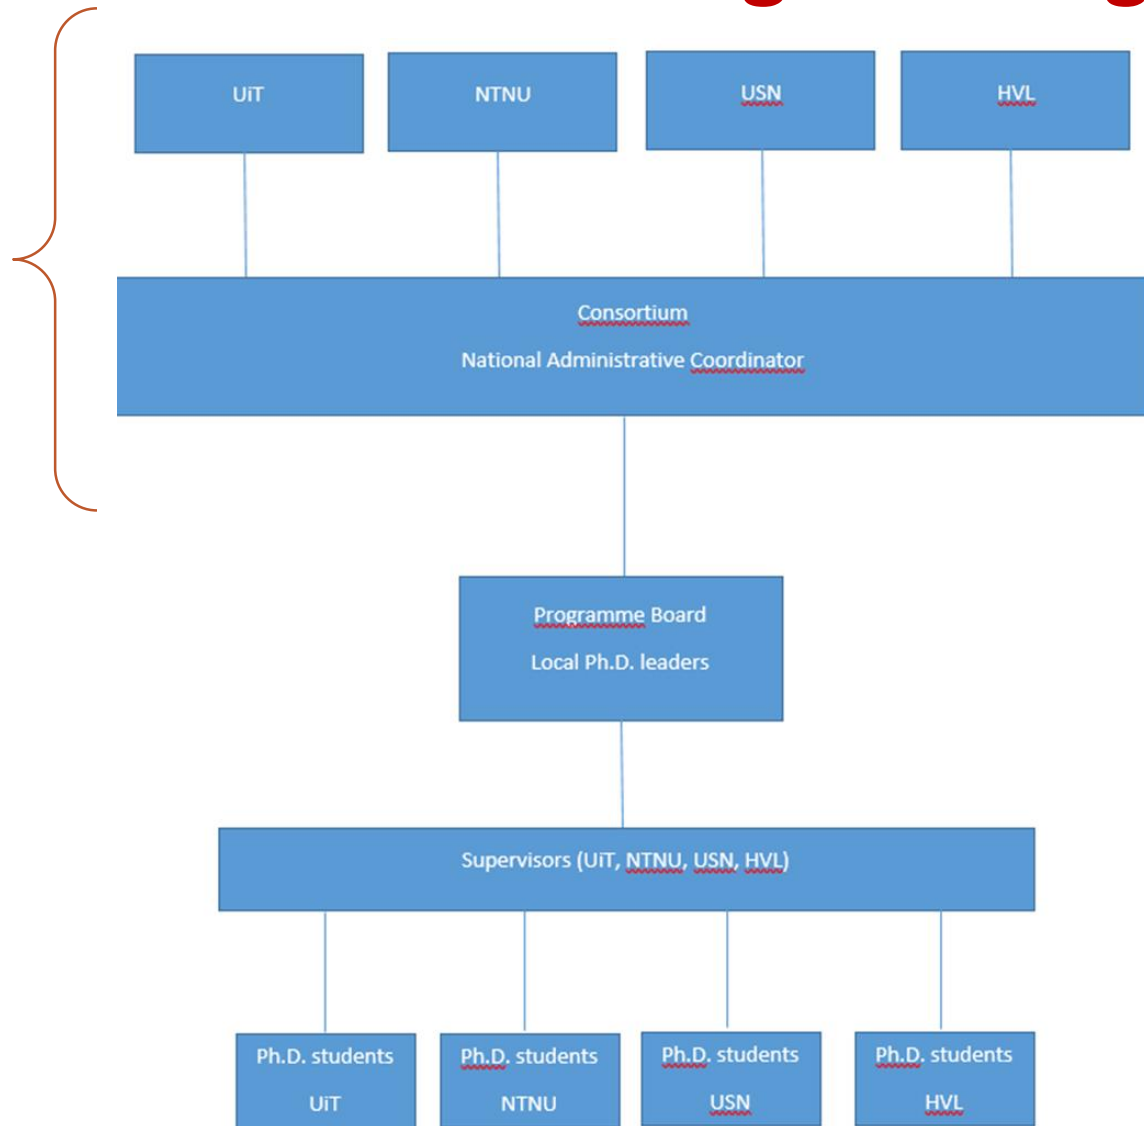 UiT
NTNU
USN
HVL
Consortium
National Administrative Coordinator
Programme Board
Local Ph.D. leaders
Supervisors (UiT, NTNU, USN, HVL)
Ph.D. students
UiT
Ph.D. students
NTNU
Ph.D. students
USN
Ph.D. students
HVL